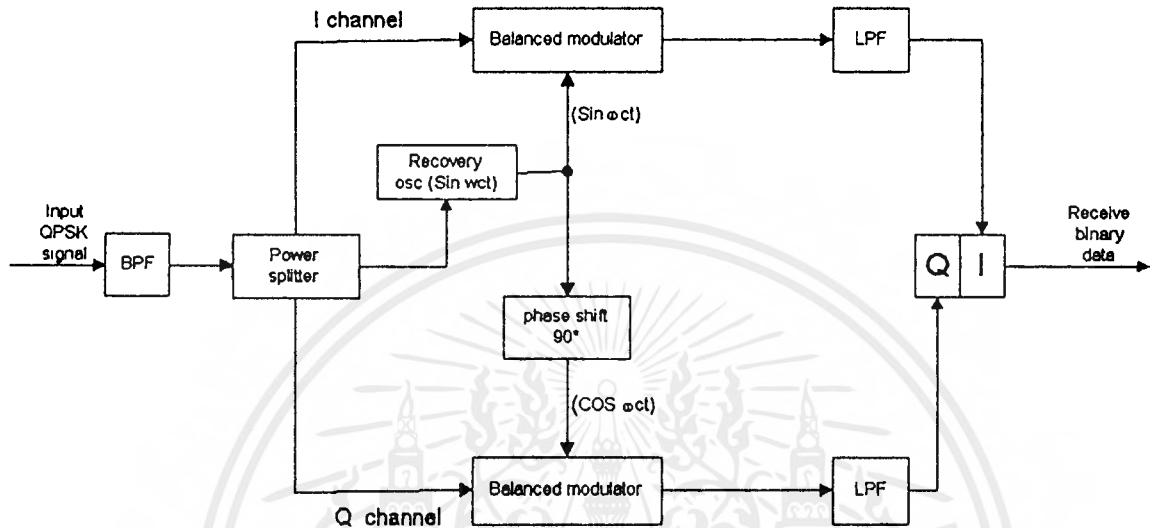 I channel
Balanced modulator
LPF
(Sin ωct)
Recovery
osc (Sin wct)
Input
QPSK
signal
BPF
Power
splitter
Receive
binary
data
Q I
phase shift
90°
(COS ωct)
Balanced modulator
LPF
Q channel